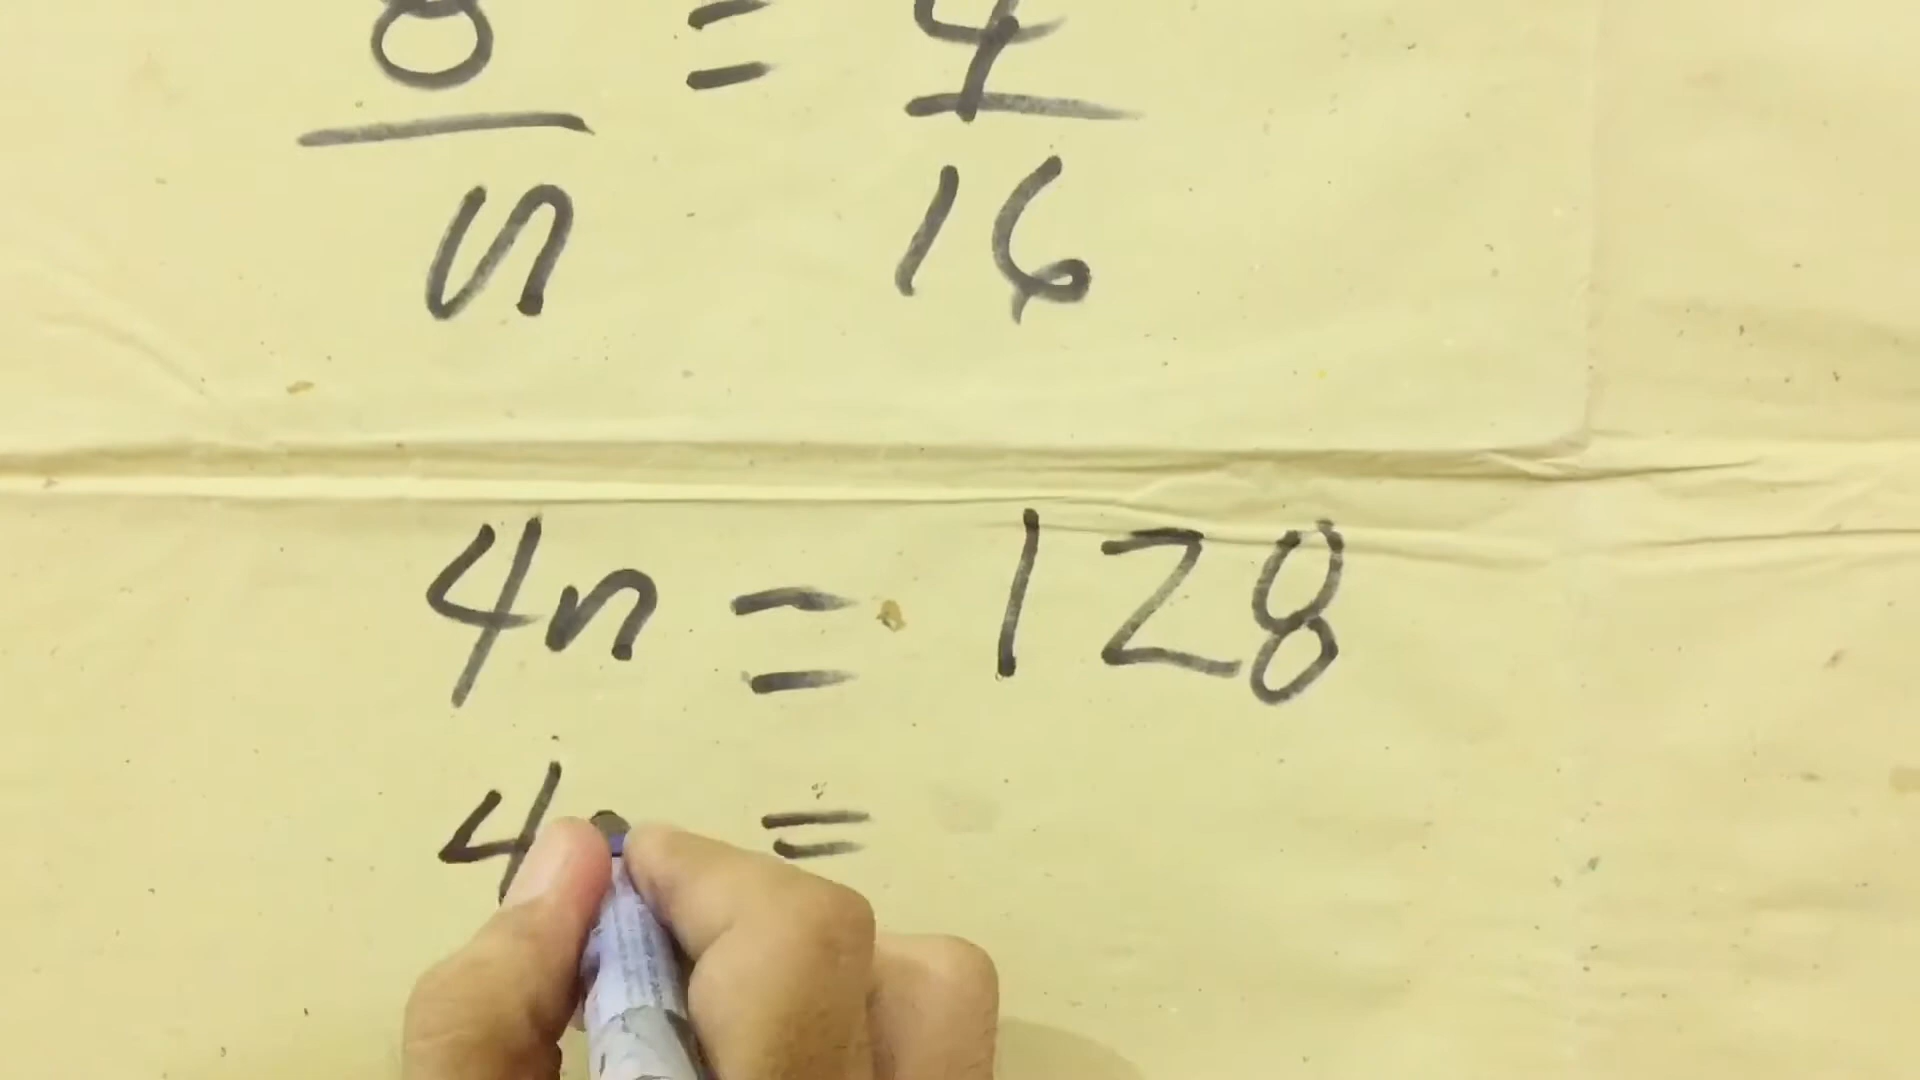 8 = 4
n 16
4n = 128
4 =